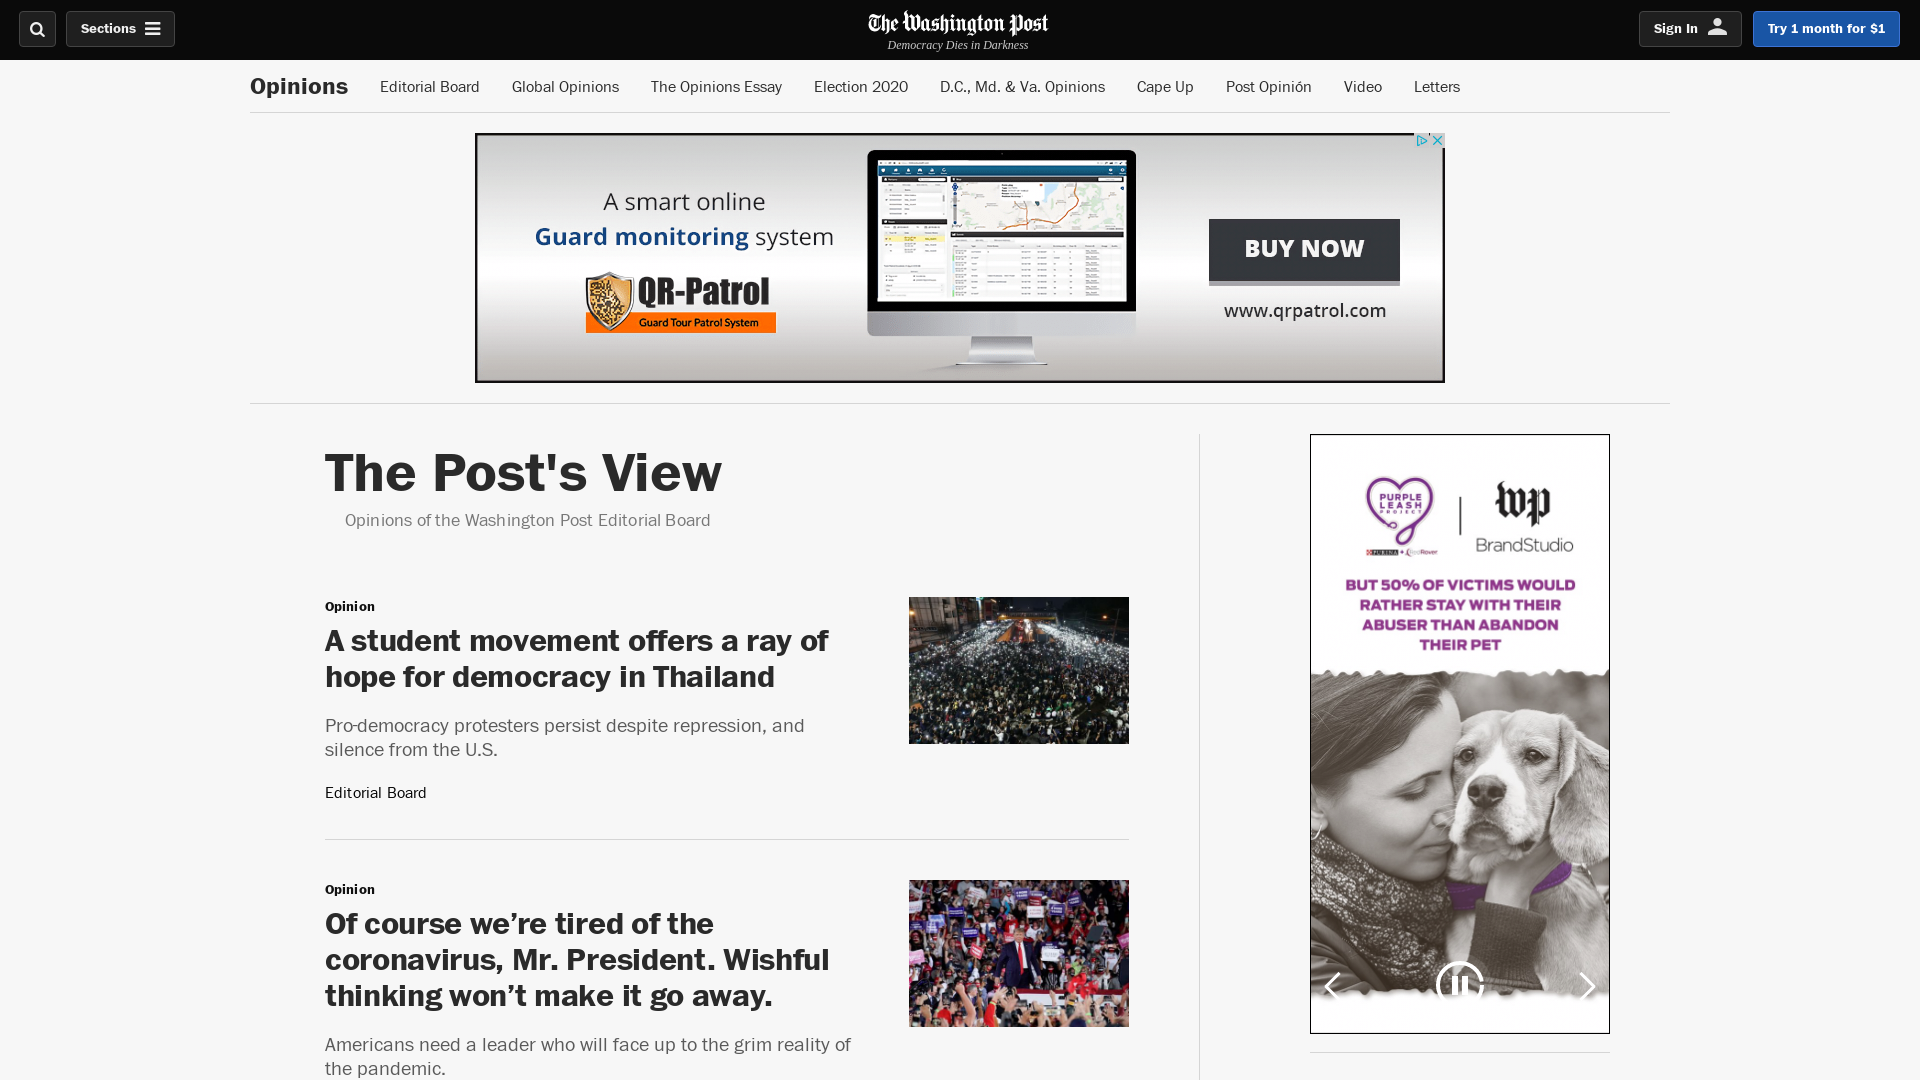 Sections
The Washington Post
Democracy Dies in Darkness
Sign In
Try 1 month for $1
Opinions
Editorial Board
Global Opinions
The Opinions Essay
Election 2020
D.C., Md. & Va. Opinions
Cape Up
Post Opinión
Video
Letters
A smart online
Guard monitoring system
QR-Patrol
Guard Tour Patrol System
BUY NOW
www.qrpatrol.com
The Post's View
Opinions of the Washington Post Editorial Board
Opinion
A student movement offers a ray of
hope for democracy in Thailand
Pro-democracy protesters persist despite repression, and
silence from the U.S.
Editorial Board
Opinion
Of course we’re tired of the
coronavirus, Mr. President. Wishful
thinking won’t make it go away.
Americans need a leader who will face up to the grim reality of
the pandemic.
PURPLE
LEASH
PROJECT
PURINA + RedRover
wp
BrandStudio
BUT 50% OF VICTIMS WOULD
RATHER STAY WITH THEIR
ABUSER THAN ABANDON
THEIR PET